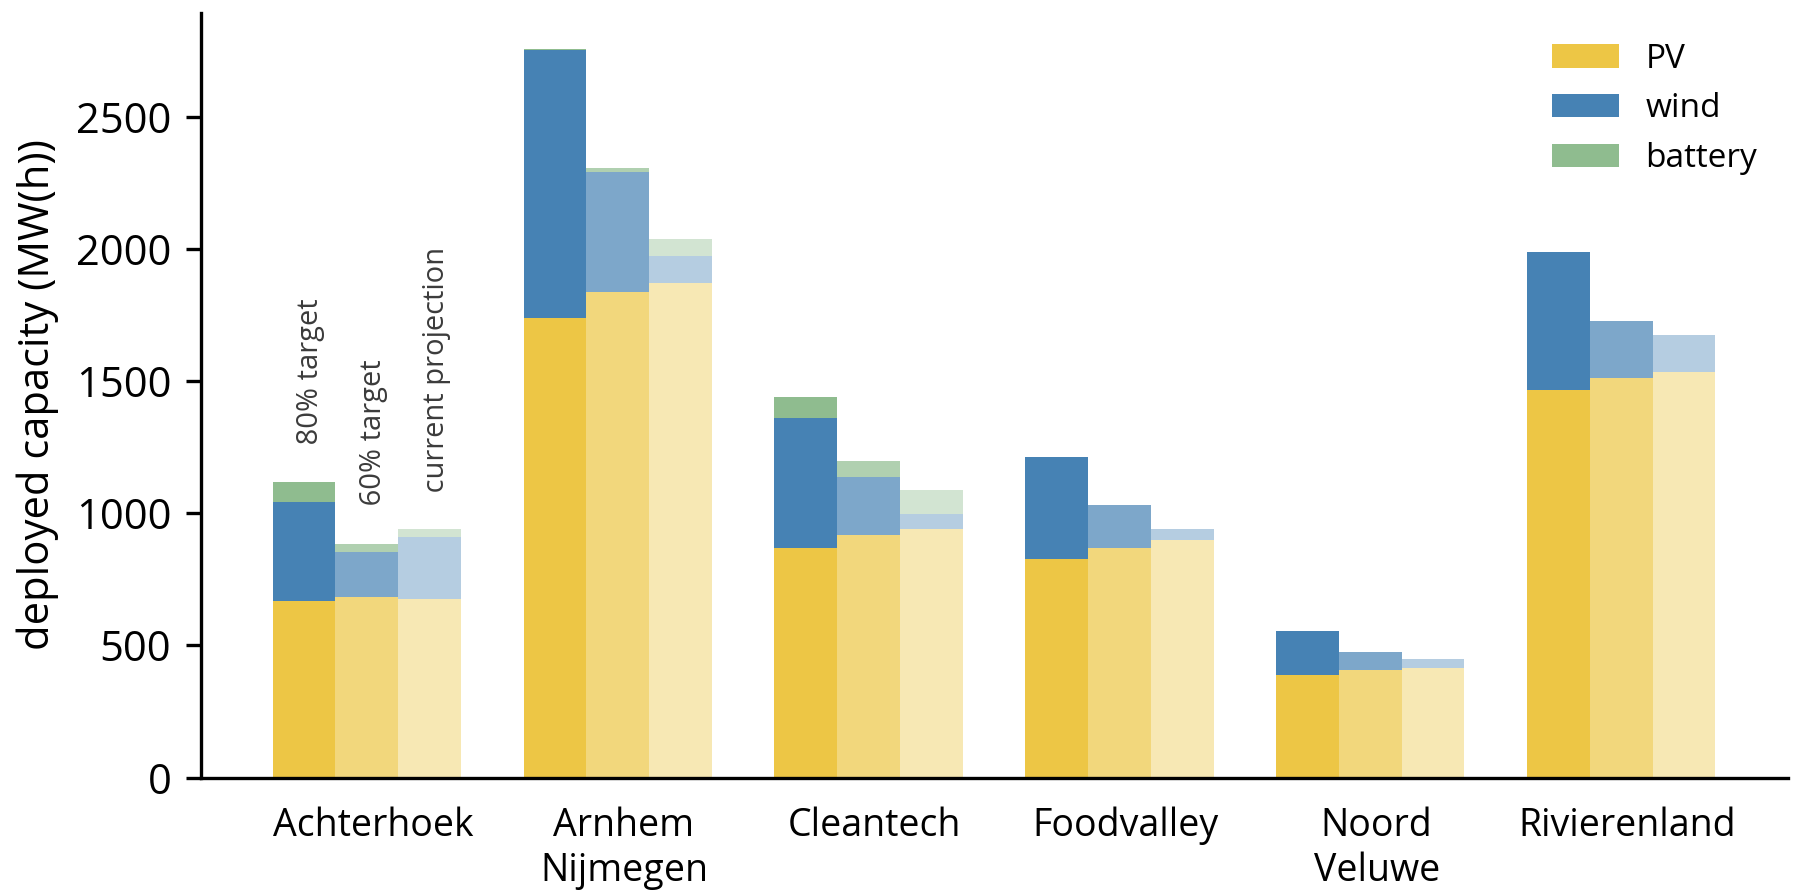 deployed capacity (MW(h))
2500
2000
1500
1000
500
0
80% target
60% target
current projection
PV
wind
battery
Achterhoek
Arnhem
Nijmegen
Cleantech
Foodvalley
Noord
Veluwe
Rivierenland